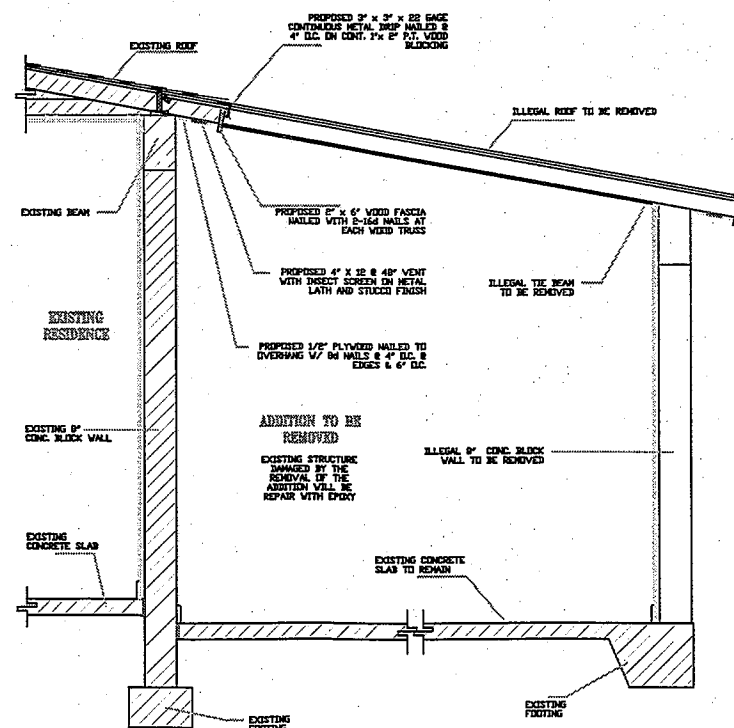 PROPOSED 3" x 3" x 22 GAGE
CONTINUOUS METAL DRIP NAILED @
4" O.C. ON CONT. 1"x 2" P.T. WOOD
BLOCKING
EXISTING ROOF
ILLEGAL ROOF TO BE REMOVED
EXISTING BEAM
PROPOSED 2" x 6" WOOD FASCIA
NAILED WITH 2-16d NAILS AT
EACH WOOD TRUSS
PROPOSED 4" X 12 @ 48" VENT
WITH INSECT SCREEN ON METAL
LATH AND STUCCO FINISH
ILLEGAL TIE BEAM
TO BE REMOVED
EXISTING
RESIDENCE
PROPOSED 1/2" PLYWOOD NAILED TO
OVERHANG W/ 8d NAILS @ 4" O.C. @
EDGES & 6" O.C.
EXISTING 8"
CONC. BLOCK WALL
ADDITION TO BE
REMOVED
EXISTING STRUCTURE
DAMAGED BY THE
REMOVAL OF THE
ADDITION WILL BE
REPAIR WITH EPOXY
ILLEGAL 8" CONC. BLOCK
WALL TO BE REMOVED
EXISTING
CONCRETE SLAB
EXISTING CONCRETE
SLAB TO REMAIN
EXISTING
FOOTING
EXISTING